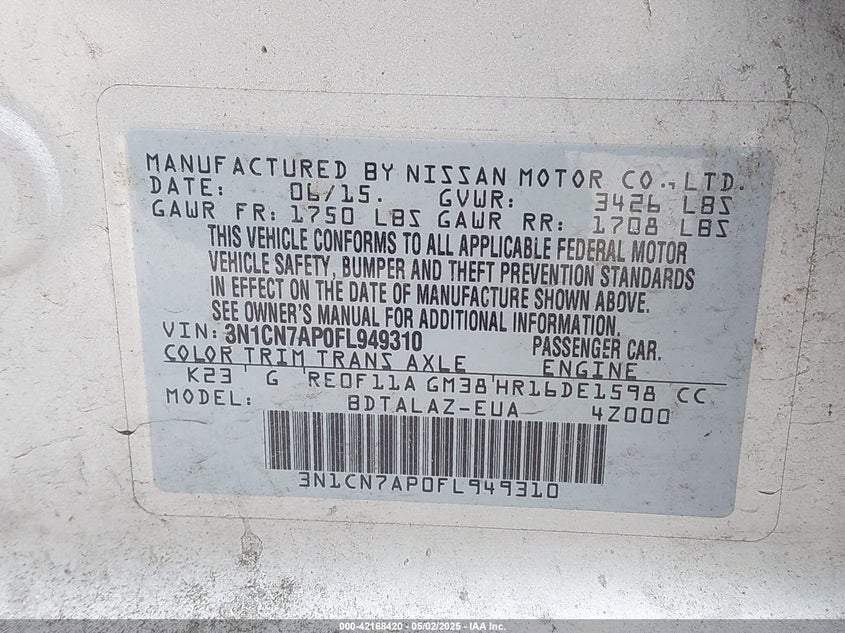 MANUFACTURED BY NISSAN MOTOR CO., LTD.
DATE: 06/15. GVWR: 3426 LBS
GAWR FR: 1750 LBS GAWR RR: 1708 LBS
THIS VEHICLE CONFORMS TO ALL APPLICABLE FEDERAL MOTOR
VEHICLE SAFETY, BUMPER AND THEFT PREVENTION STANDARDS
IN EFFECT ON THE DATE OF MANUFACTURE SHOWN ABOVE.
SEE OWNER'S MANUAL FOR ADDITIONAL INFORMATION.
VIN: 3N1CN7AP0FL949310 PASSENGER CAR.
COLOR TRIM TRANS AXLE ENGINE
K23 G RE0F11A GM38 HR16DE1598 CC
MODEL: BDTALAZ-EUA 4Z000
3N1CN7AP0FL949310
000-42168420 - 05/02/2025 - IAA Inc.